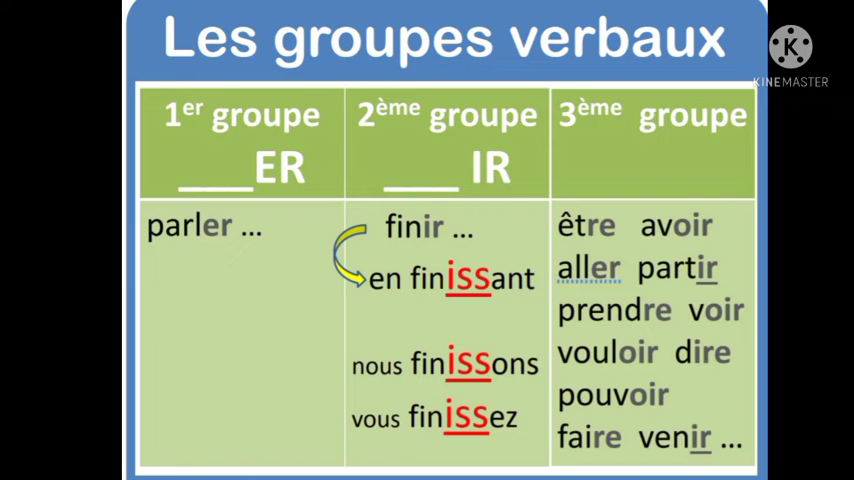 Les groupes verbaux
K
KINEMASTER
1er groupe
____ER
2ème groupe
____ IR
3ème groupe
parler ...
finir ...
en finissant
nous finissons
vous finissez
être avoir
aller partir
prendre voir
vouloir dire
pouvoir
faire venir ...